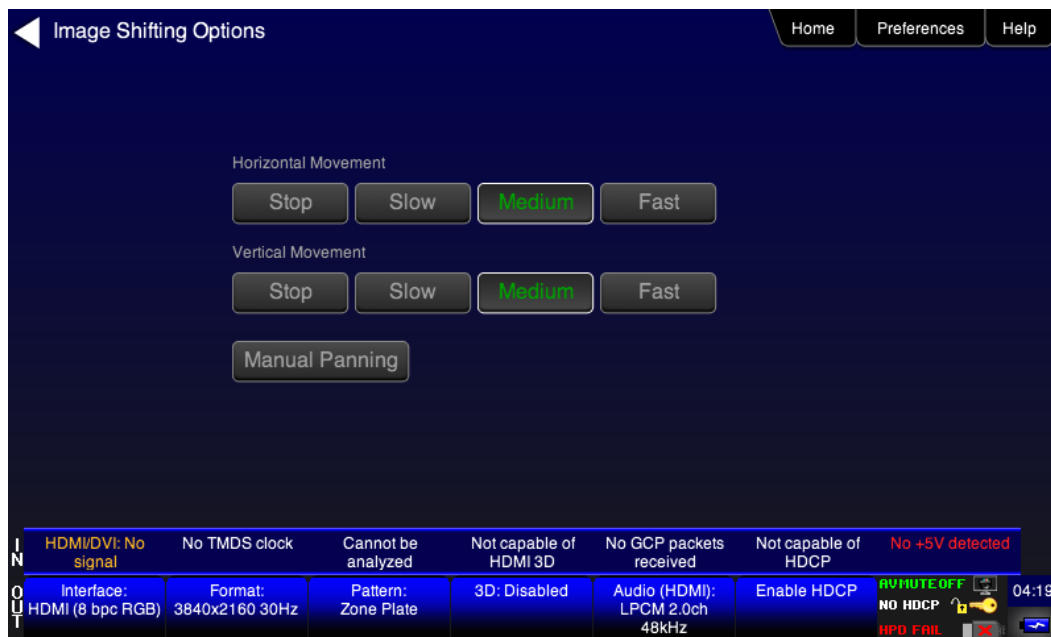 Image Shifting Options
Home
Preferences
Help
Horizontal Movement
Stop
Slow
Medium
Fast
Vertical Movement
Stop
Slow
Medium
Fast
Manual Panning
IN
HDMI/DVI: No
signal
No TMDS clock
Cannot be
analyzed
Not capable of
HDMI 3D
No GCP packets
received
Not capable of
HDCP
No +5V detected
OUT
Interface:
HDMI (8 bpc RGB)
Format:
3840x2160 30Hz
Pattern:
Zone Plate
3D: Disabled
Audio (HDMI):
LPCM 2.0ch
48kHz
Enable HDCP
AVMUTE OFF
NO HDCP
HPD FAIL
04:19